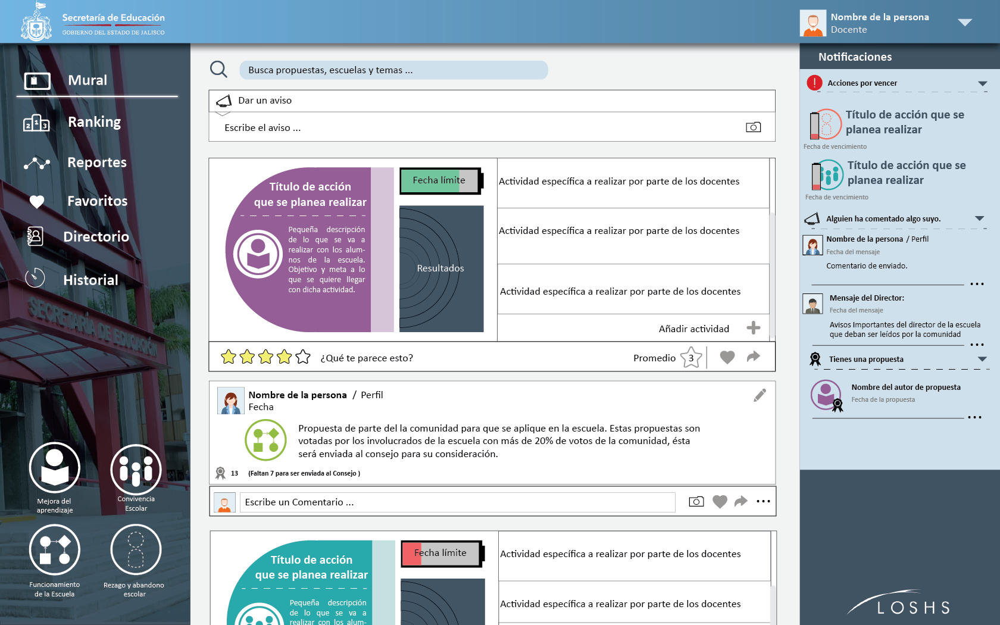 Secretaría de Educación
GOBIERNO DEL ESTADO DE JALISCO
Nombre de la persona
Docente
Mural
Ranking
2 1 3
Reportes
Favoritos
Directorio
Historial
SECRETARÍA DE EDUCACIÓN
Mejora del
aprendizaje
Convivencia
Escolar
Funcionamiento
de la Escuela
Rezago y abandono
escolar
Busca propuestas, escuelas y temas ...
Dar un aviso
Escribe el aviso ...
Título de acción
que se planea realizar
Pequeña descripción
de lo que se va a
realizar con los alum-
nos de la escuela.
Objetivo y meta a lo
que se quiere llegar
con dicha actividad.
Fecha límite
Resultados
Actividad específica a realizar por parte de los docentes
Actividad específica a realizar por parte de los docentes
Actividad específica a realizar por parte de los docentes
Añadir actividad
¿Qué te parece esto?
Promedio 3
Nombre de la persona / Perfil
Fecha
Propuesta de parte del la comunidad para que se aplique en la escuela. Estas propuestas son
votadas por los involucrados de la escuela con más de 20% de votos de la comunidad, ésta
será enviada al consejo para su consideración.
13 (Faltan 7 para ser enviada al Consejo )
Escribe un Comentario ...
Título de acción
que se planea realizar
Pequeña descripción
de lo que se va a
realizar con los alum-
Fecha límite
Actividad específica a realizar por parte de los docentes
Actividad específica a realizar por parte de los docentes
Notificaciones
Acciones por vencer
Título de acción que se
planea realizar
Fecha de vencimiento
Título de acción que se
planea realizar
Fecha de vencimiento
Alguien ha comentado algo suyo.
Nombre de la persona / Perfil
Fecha del mensaje
Comentario de enviado.
Mensaje del Director:
Fecha del mensaje
Avisos Importantes del director de la escuela
que deban ser leídos por la comunidad
Tienes una propuesta
Nombre del autor de propuesta
Fecha de la propuesta
LOSHS